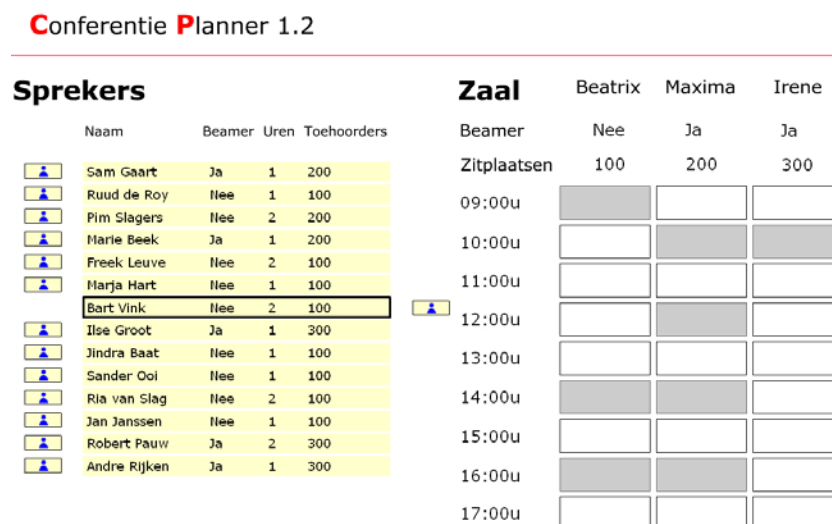 Conferentie Planner 1.2
Sprekers
Naam Beamer Uren Toehoorders
Sam Gaart Ja 1 200
Ruud de Roy Nee 1 100
Pim Slagers Nee 2 200
Marie Beek Ja 1 200
Freek Leuve Nee 2 100
Marja Hart Nee 1 100
Bart Vink Nee 2 100
Ilse Groot Ja 1 300
Jindra Baat Nee 1 100
Sander Ooi Nee 1 100
Ria van Slag Nee 2 100
Jan Janssen Nee 1 100
Robert Pauw Ja 2 300
Andre Rijken Ja 1 300
Zaal Beatrix Maxima Irene
Beamer Nee Ja Ja
Zitplaatsen 100 200 300
09:00u
10:00u
11:00u
12:00u
13:00u
14:00u
15:00u
16:00u
17:00u